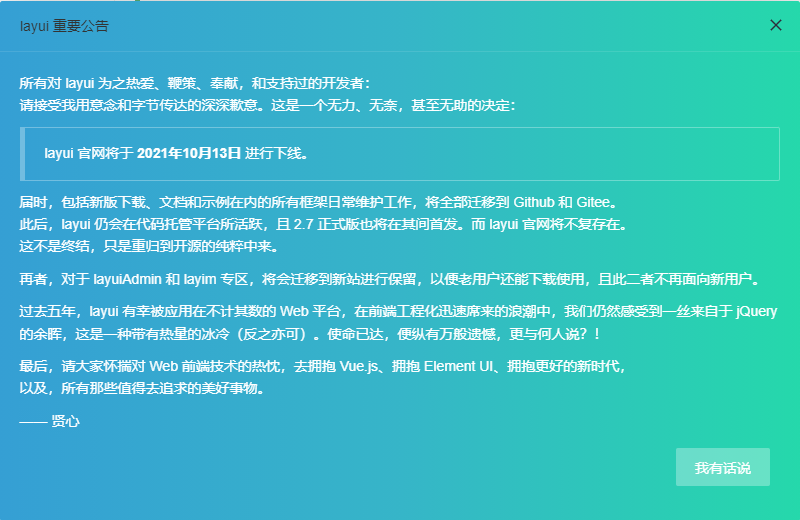 layui 重要公告
所有对 layui 为之热爱、鞭策、奉献，和支持过的开发者：
请接受我用意念和字节传达的深深歉意。这是一个无力、无奈，甚至无助的决定：
layui 官网将于 2021年10月13日 进行下线。
届时，包括新版下载、文档和示例在内的所有框架日常维护工作，将全部迁移到 Github 和 Gitee。
此后，layui 仍会在代码托管平台所活跃，且 2.7 正式版也将在其间首发。而 layui 官网将不复存在。
这不是终结，只是重归到开源的纯粹中来。
再者，对于 layuiAdmin 和 layim 专区，将会迁移到新站进行保留，以便老用户还能下载使用，且此二者不再面向新用户。
过去五年，layui 有幸被应用在不计其数的 Web 平台，在前端工程化迅速席来的浪潮中，我们仍然感受到一丝来自于 jQuery
的余晖，这是一种带有热量的冰冷（反之亦可）。使命已达，便纵有万般遗憾，更与何人说？！
最后，请大家怀揣对 Web 前端技术的热忱，去拥抱 Vue.js、拥抱 Element UI、拥抱更好的新时代，
以及，所有那些值得去追求的美好事物。
—— 贤心
我有话说